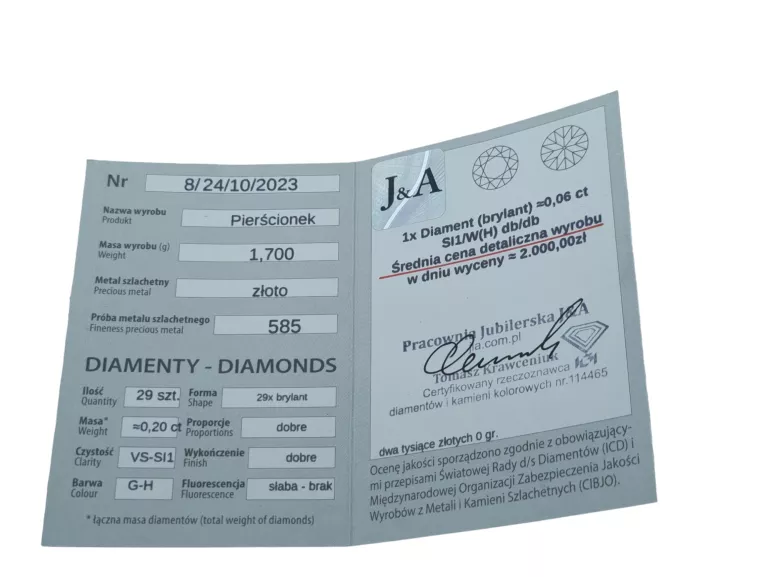 Nr 8/24/10/2023
Nazwa wyrobu
Produkt
Pierścionek
Masa wyrobu (g)
Weight
1,700
Metal szlachetny
Precious metal
złoto
Próba metalu szlachetnego
Fineness precious metal
585
DIAMENTY - DIAMONDS
Ilość
Quantity
29 szt.
Forma
Shape
29x brylant
Masa*
Weight
≈0,20 ct
Proporcje
Proportions
dobre
Czystość
Clarity
VS-SI1
Wykończenie
Finish
dobre
Barwa
Colour
G-H
Fluorescencja
Fluorescence
słaba - brak
* łączna masa diamentów (total weight of diamonds)
J&A
1x Diament (brylant) ≈0,06 ct
SI1/W(H) db/db
Średnia cena detaliczna wyrobu
w dniu wyceny ≈ 2.000,00zł
Pracownia Jubilerska J&A
Tomasz Krawceniuk
Certyfikowany rzeczoznawca
diamentów i kamieni kolorowych nr.114465
dwa tysiące złotych 0 gr.
Ocenę jakości sporządzono zgodnie z obowiązujący-
mi przepisami Światowej Rady d/s Diamentów (ICD) i
Międzynarodowej Organizacji Zabezpieczenia Jakości
Wyrobów z Metali i Kamieni Szlachetnych (CIBJO).